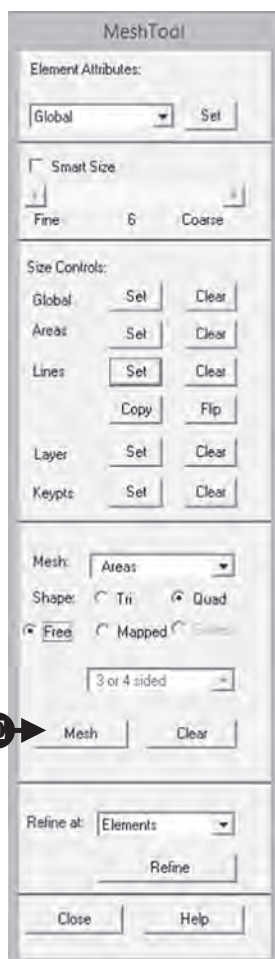 MeshTool
Element Attributes:
Global Set
Smart Size
Fine 6 Coarse
Size Controls:
Global Set Clear
Areas Set Clear
Lines Set Clear
Copy Flip
Layer Set Clear
Keypts Set Clear
Mesh: Areas
Shape: Tri Quad
Free Mapped
3 or 4 sided
Mesh Clear
Refine at: Elements
Refine
Close Help